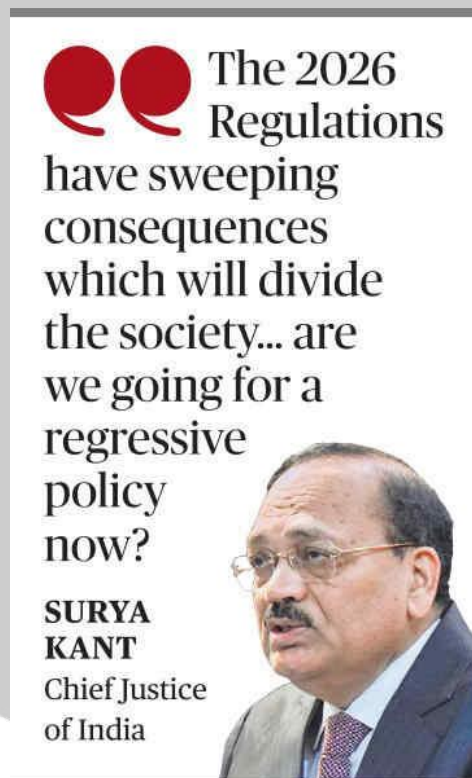 The 2026
Regulations
have sweeping
consequences
which will divide
the society... are
we going for a
regressive
policy
now?
SURYA
KANT
Chief Justice
of India